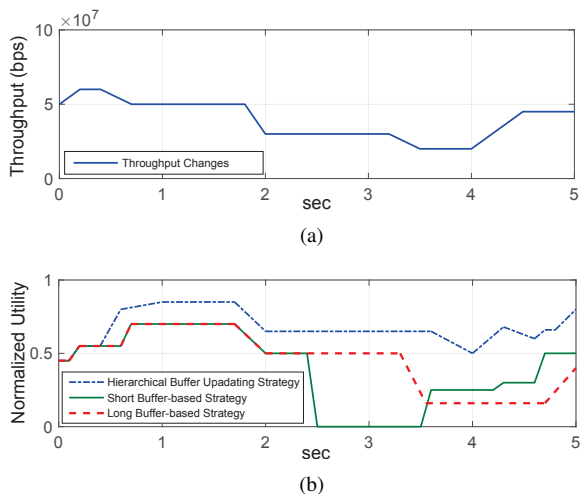 ×10⁷
10
5
0
Throughput (bps)
Throughput Changes
0 1 2 3 4 5
sec
(a)
1
0.5
0
Normalized Utility
Hierarchical Buffer Upadating Strategy
Short Buffer-based Strategy
Long Buffer-based Strategy
0 1 2 3 4 5
sec
(b)